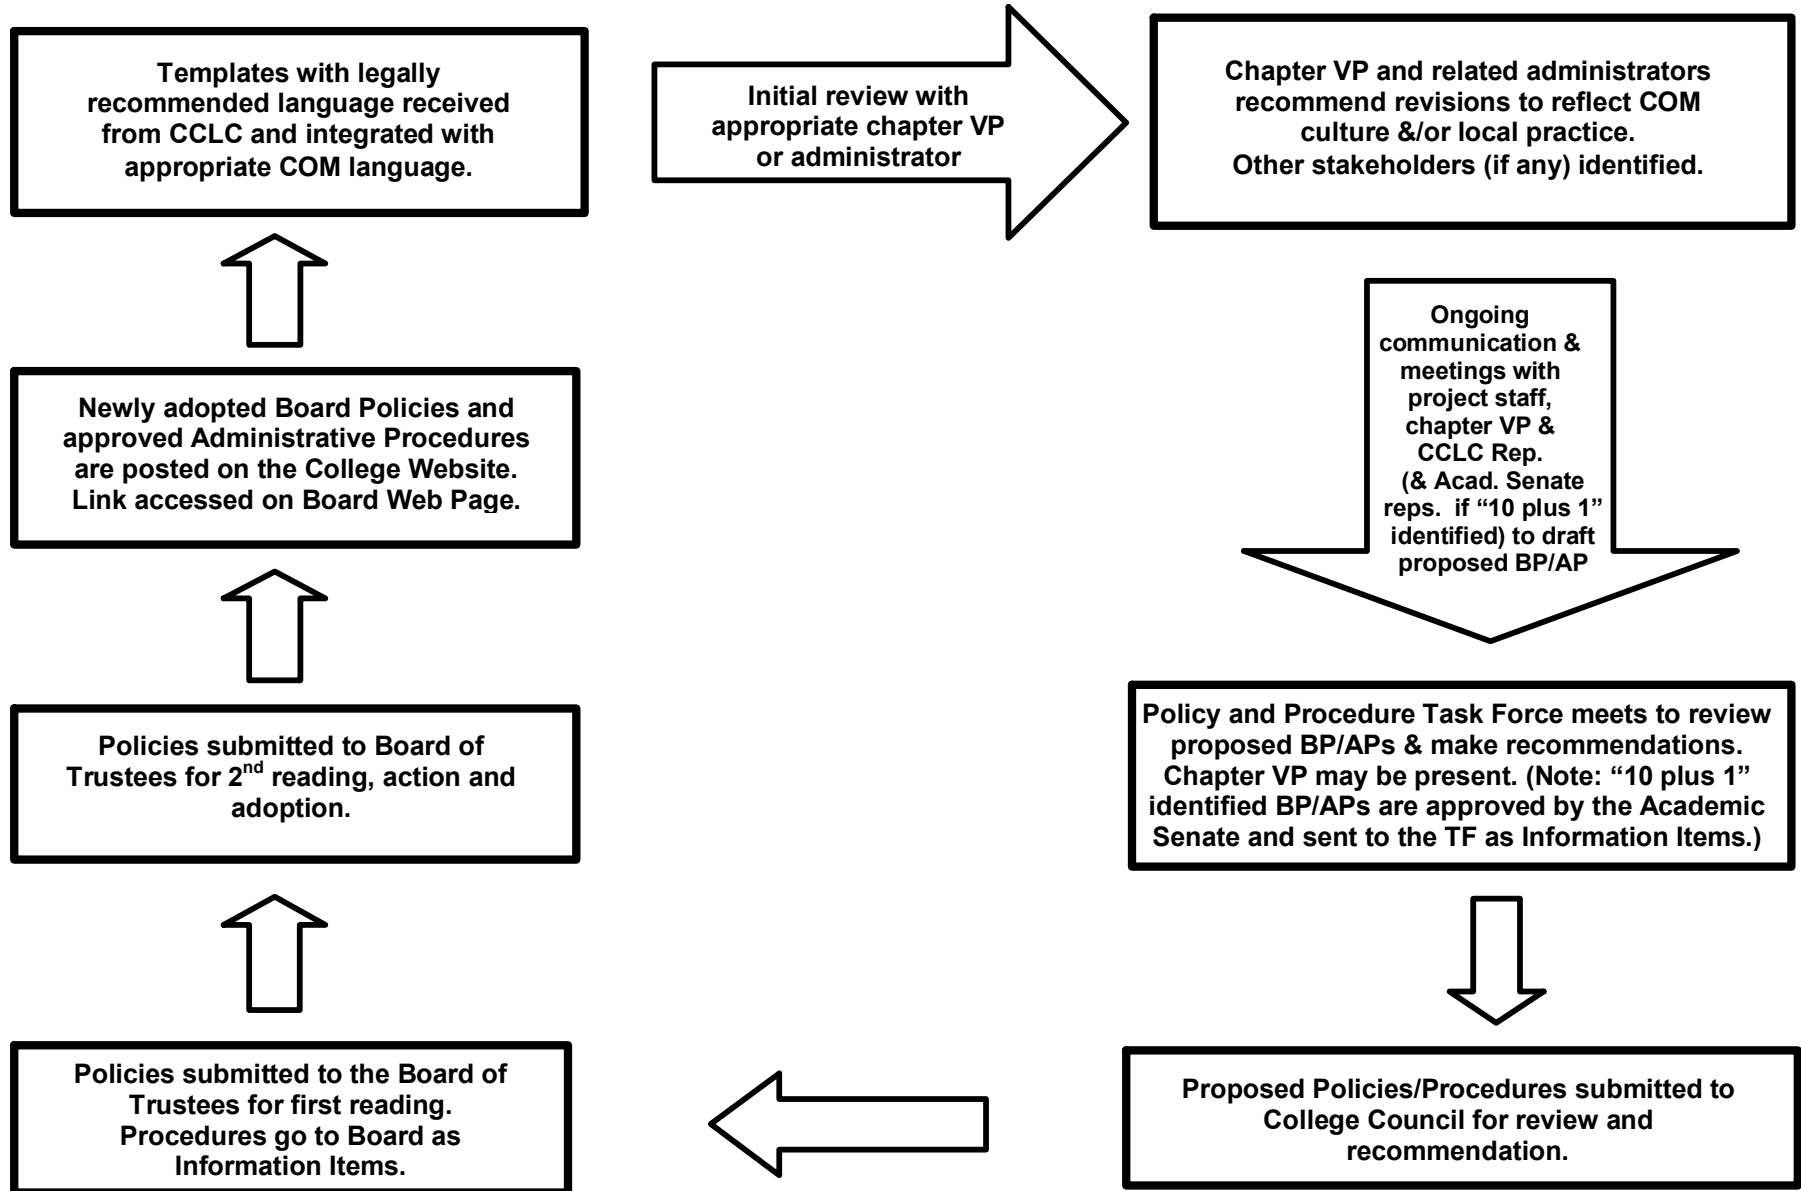 Templates with legally
recommended language received
from CCLC and integrated with
appropriate COM language.
Initial review with
appropriate chapter VP
or administrator
Chapter VP and related administrators
recommend revisions to reflect COM
culture &/or local practice.
Other stakeholders (if any) identified.
Ongoing
communication &
meetings with
project staff,
chapter VP &
CCLC Rep.
(& Acad. Senate
reps. if “10 plus 1”
identified) to draft
proposed BP/AP
Policy and Procedure Task Force meets to review
proposed BP/APs & make recommendations.
Chapter VP may be present. (Note: “10 plus 1”
identified BP/APs are approved by the Academic
Senate and sent to the TF as Information Items.)
Proposed Policies/Procedures submitted to
College Council for review and
recommendation.
Policies submitted to the Board of
Trustees for first reading.
Procedures go to Board as
Information Items.
Policies submitted to Board of
Trustees for 2nd reading, action and
adoption.
Newly adopted Board Policies and
approved Administrative Procedures
are posted on the College Website.
Link accessed on Board Web Page.